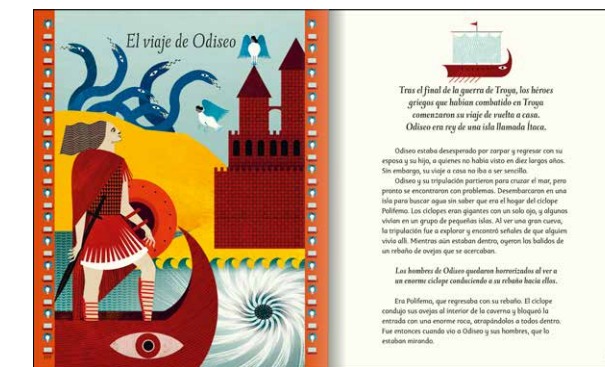 El viaje de Odiseo
Tras el final de la guerra de Troya, los héroes
griegos que habían combatido en Troya
comenzaron su viaje de vuelta a casa.
Odiseo era rey de una isla llamada Ítaca.
Odiseo estaba desesperado por zarpar y regresar con su
esposa y su hijo, a quienes no había visto en diez largos años.
Sin embargo, su viaje a casa no iba a ser sencillo.
Odiseo y su tripulación partieron para cruzar el mar, pero
pronto se encontraron con problemas. Desembarcaron en una
isla para buscar agua sin saber que era el hogar del cíclope
Polifemo. Los cíclopes eran gigantes con un solo ojo, y algunos
vivían en un grupo de pequeñas islas. Al ver una gran cueva,
la tripulación fue a explorar y encontró señales de que alguien
vivía allí. Mientras aún estaban dentro, oyeron los balidos de
un rebaño de ovejas que se acercaban.
Los hombres de Odiseo quedaron horrorizados al ver a
un enorme cíclope conduciendo a su rebaño hacia ellos.
Era Polifemo, que regresaba con su rebaño. El cíclope
condujo sus ovejas al interior de la caverna y bloqueó la
entrada con una enorme roca, atrapándolos a todos dentro.
Fue entonces cuando vio a Odiseo y sus hombres, que lo
estaban mirando.